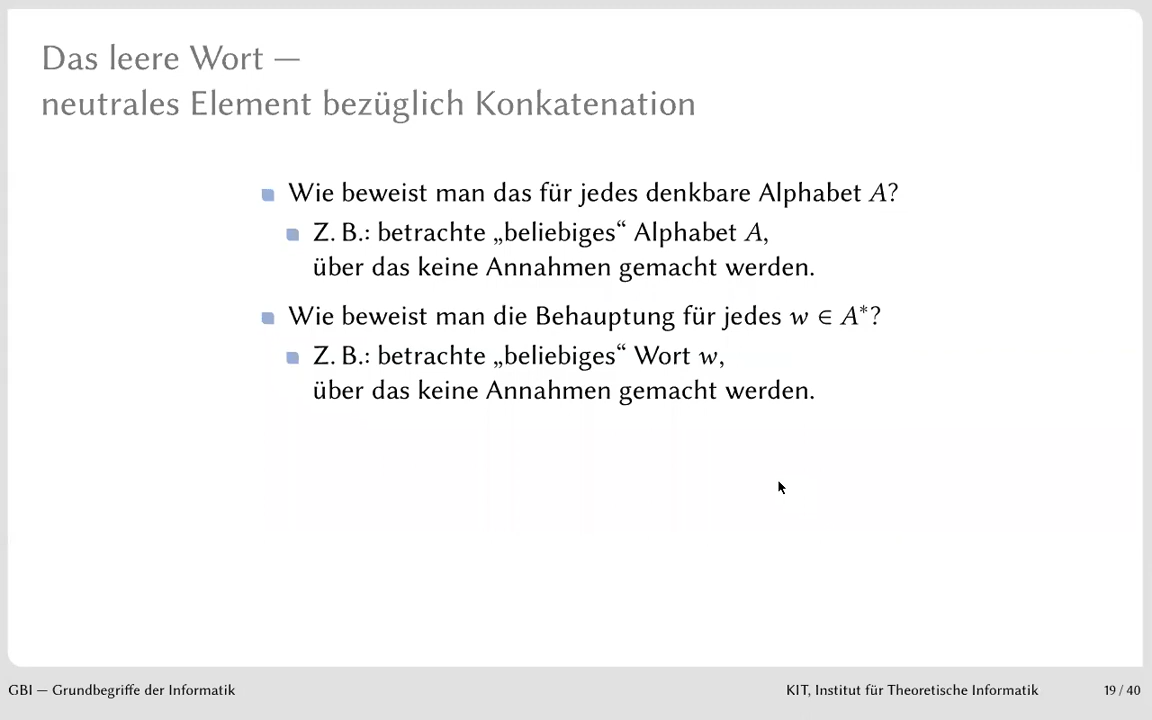 Das leere Wort —
neutrales Element bezüglich Konkatenation
Wie beweist man das für jedes denkbare Alphabet A?
Z. B.: betrachte „beliebiges“ Alphabet A,
über das keine Annahmen gemacht werden.
Wie beweist man die Behauptung für jedes w ∈ A*?
Z. B.: betrachte „beliebiges“ Wort w,
über das keine Annahmen gemacht werden.
GBI — Grundbegriffe der Informatik
KIT, Institut für Theoretische Informatik
19 / 40